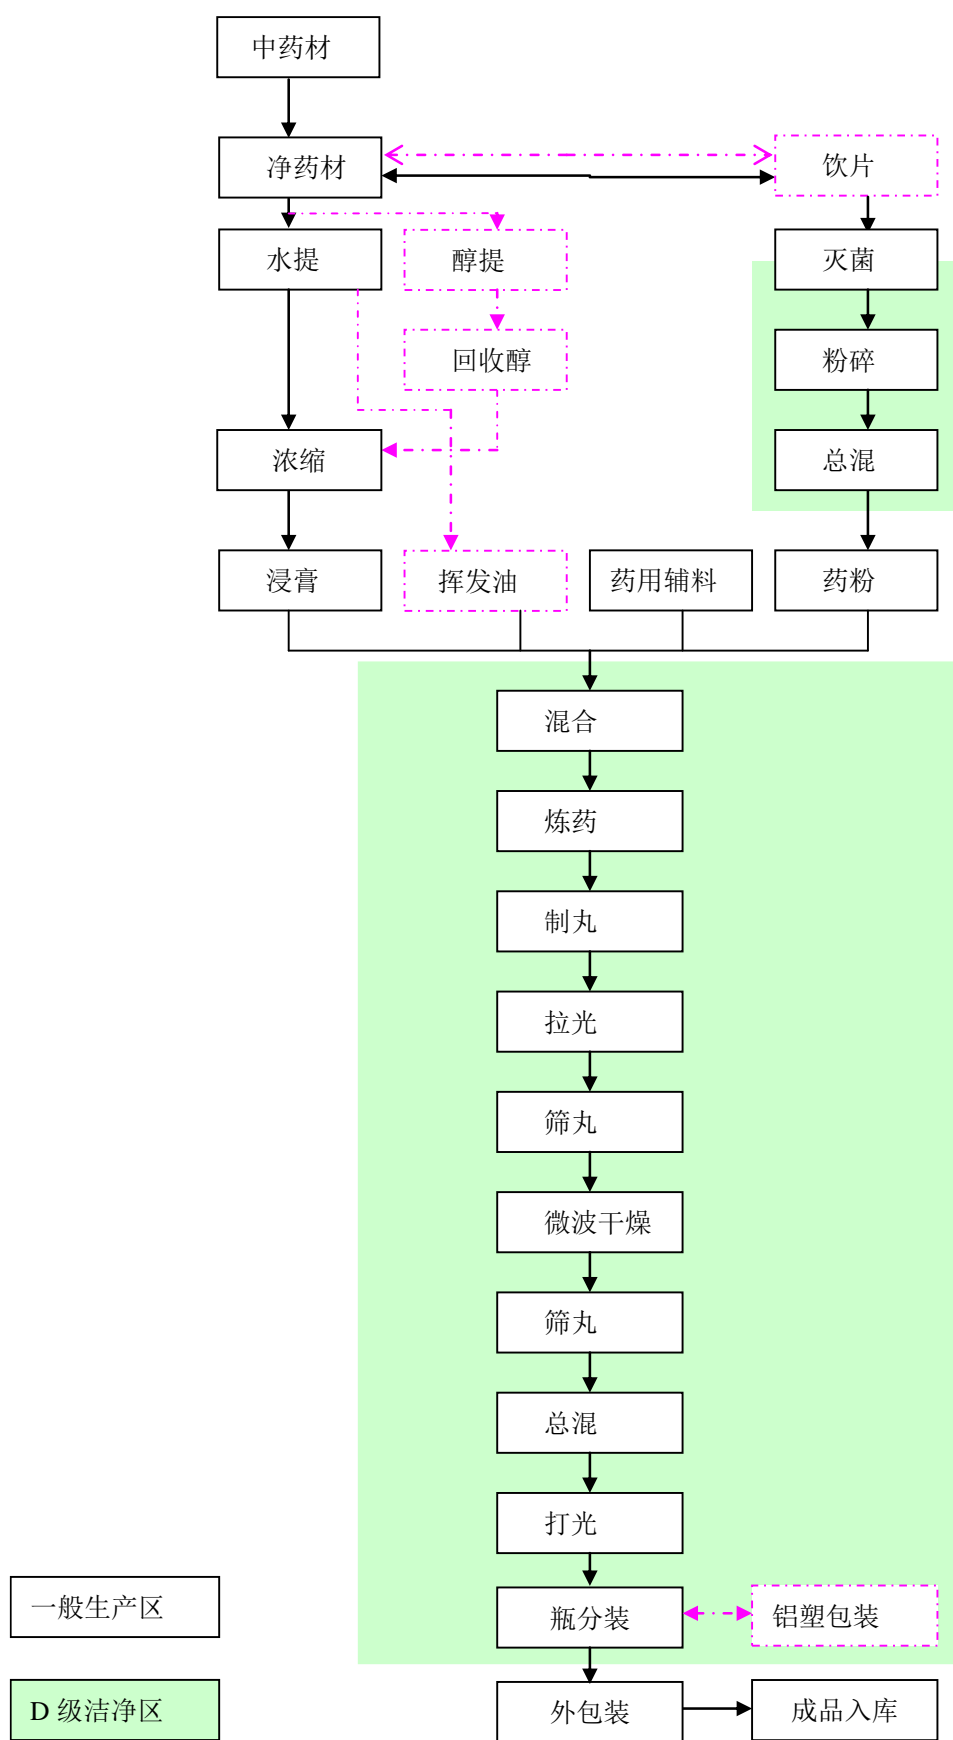 中药材
净药材
饮片
水提
醇提
灭菌
回收醇
粉碎
浓缩
总混
浸膏
挥发油
药用辅料
药粉
混合
炼药
制丸
拉光
筛丸
微波干燥
筛丸
总混
打光
一般生产区
瓶分装
铝塑包装
D 级洁净区
外包装
成品入库